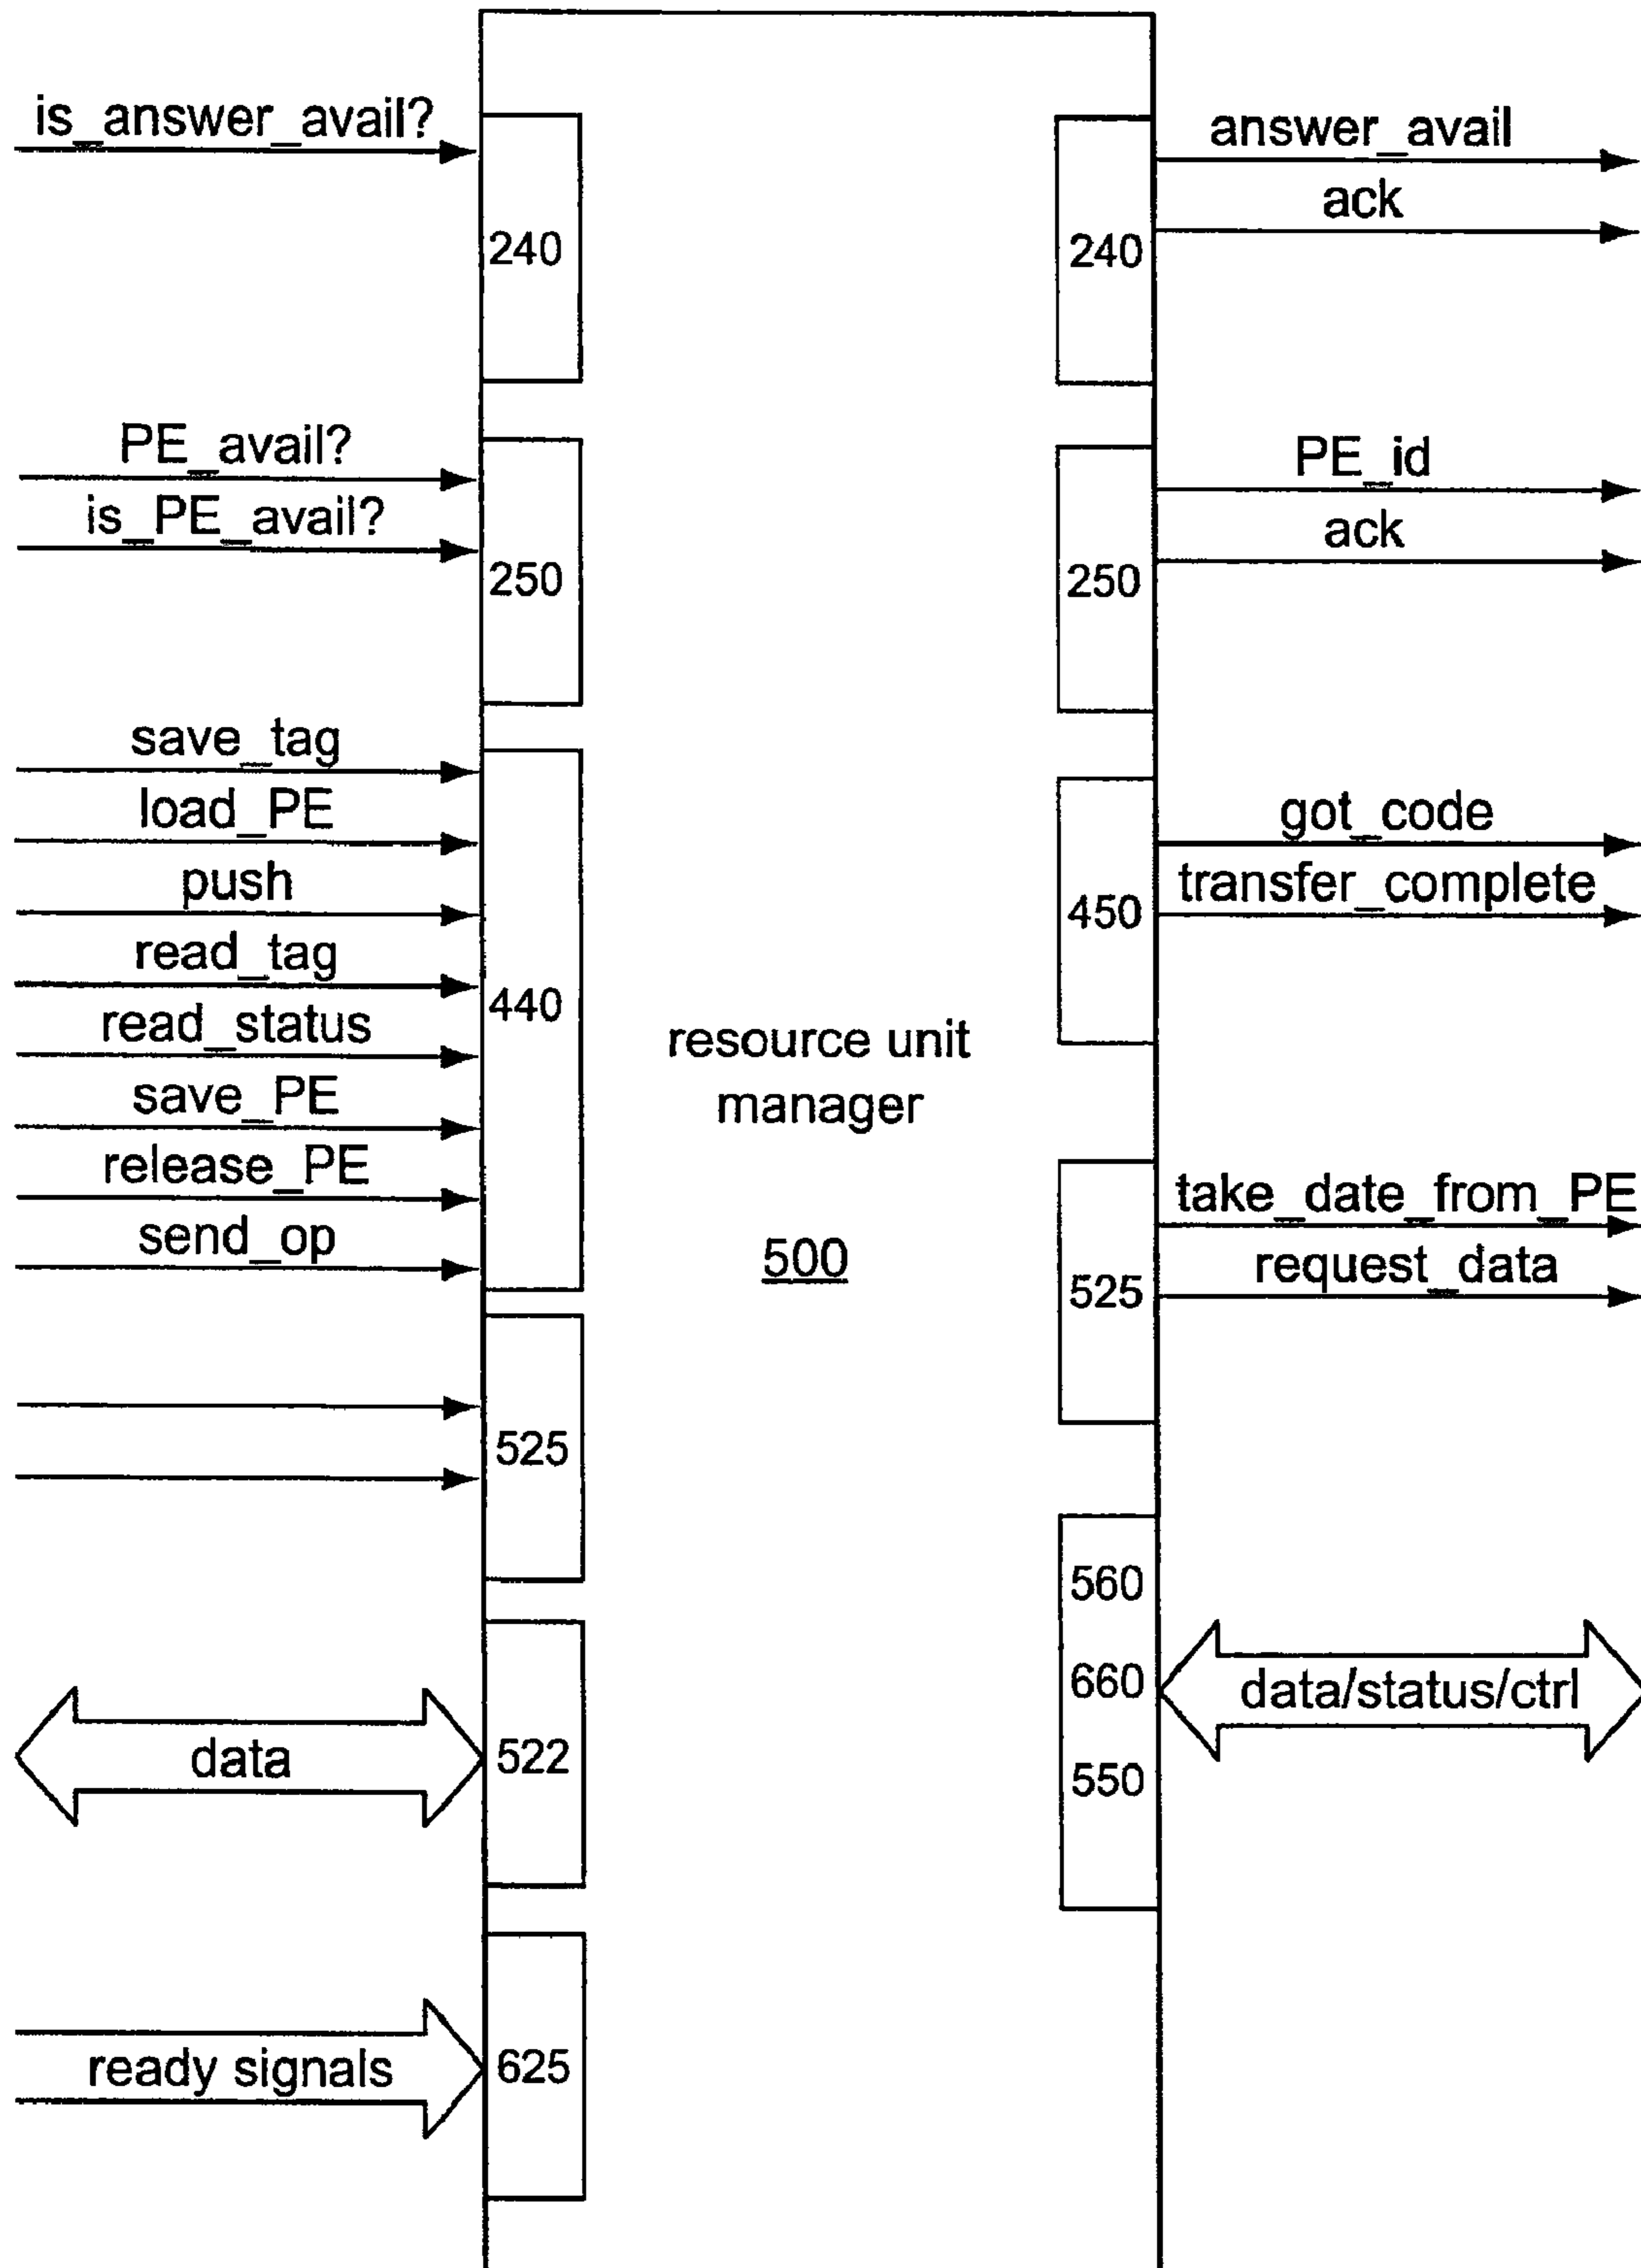 is_answer_avail?
240
PE_avail?
is_PE_avail?
250
save_tag
load_PE
push
read_tag
read_status
save_PE
release_PE
send_op
440
525
data
522
ready signals
625
resource unit
manager
500
240
answer_avail
ack
250
PE_id
ack
450
got_code
transfer_complete
525
take_date_from_PE
request_data
560
660
550
data/status/ctrl